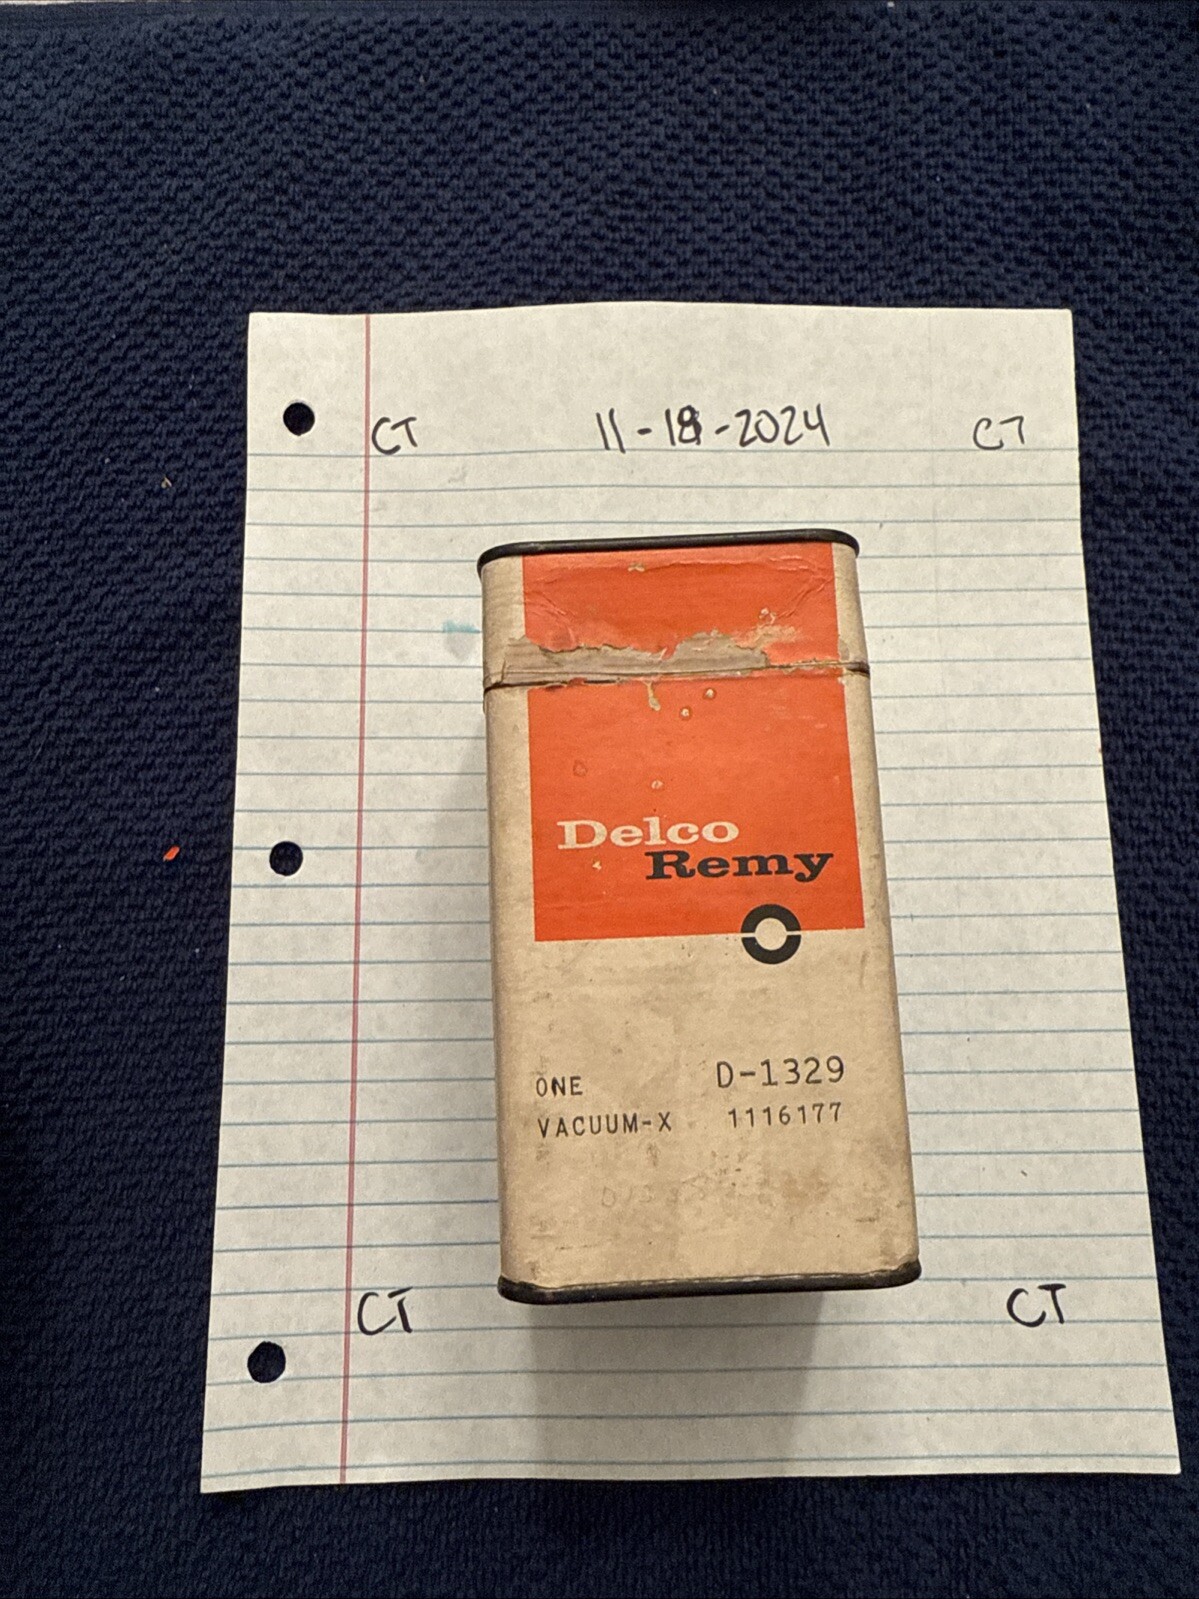 CT 11-18-2024 CT
Delco
Remy
ONE D-1329
VACUUM-X 1116177
CT CT